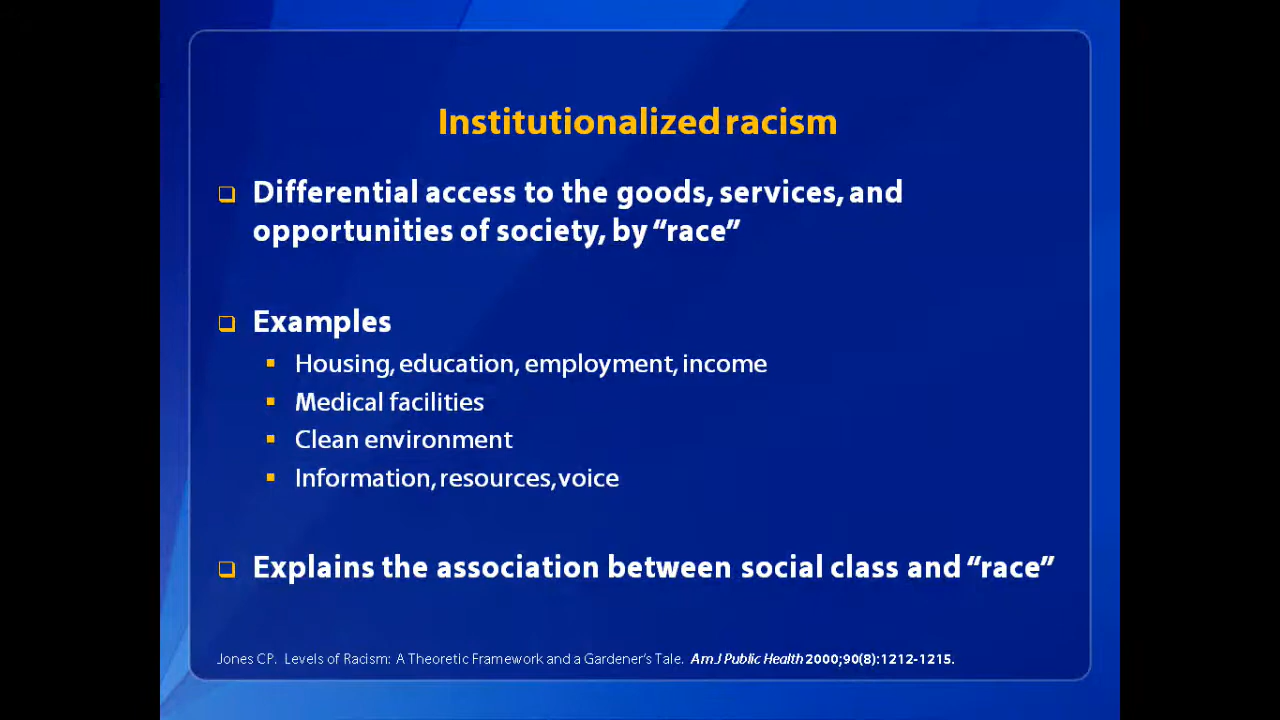 Institutionalized racism
Differential access to the goods, services, and
opportunities of society, by “race”
Examples
Housing, education, employment, income
Medical facilities
Clean environment
Information, resources, voice
Explains the association between social class and “race”
Jones CP. Levels of Racism: A Theoretic Framework and a Gardener’s Tale. Am J Public Health 2000;90(8):1212-1215.